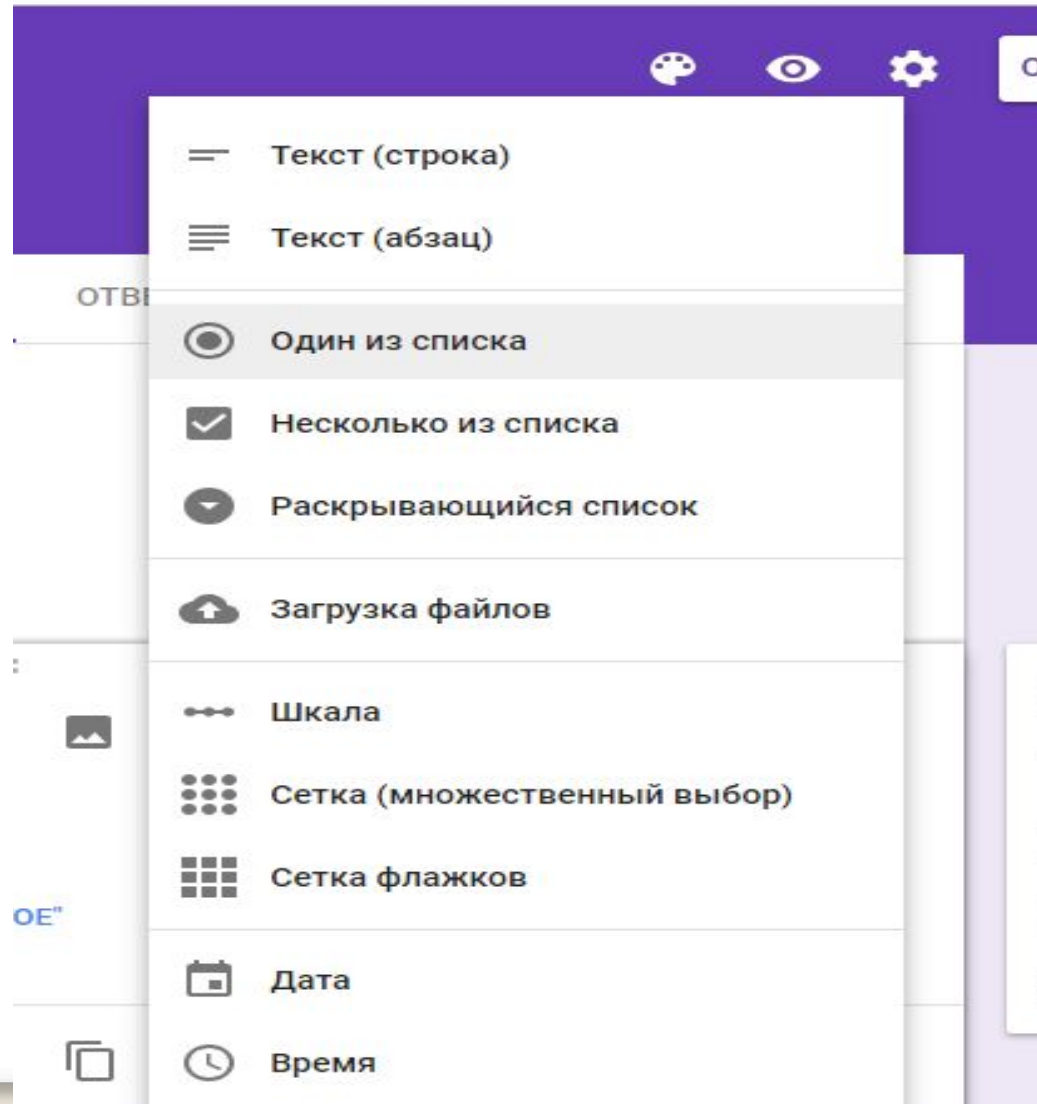 Текст (строка)
Текст (абзац)
Один из списка
Несколько из списка
Раскрывающийся список
Загрузка файлов
Шкала
Сетка (множественный выбор)
Сетка флажков
ОЕ"
Дата
Время